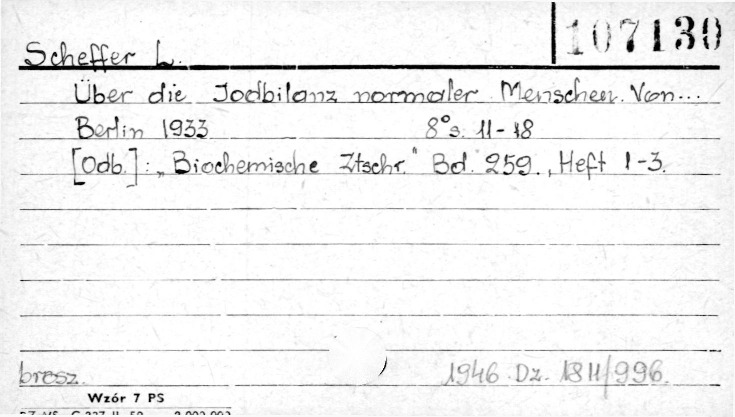 107130
Scheffer L.
Über die Jodbilanz normaler Menschen. Von...
Berlin 1933 8° s. 11-18
[Odb.]: „Biochemische Ztschr." Bd. 259., Heft 1-3.
brosz. 1946. Dz. 1811/996.
Wzór 7 PS